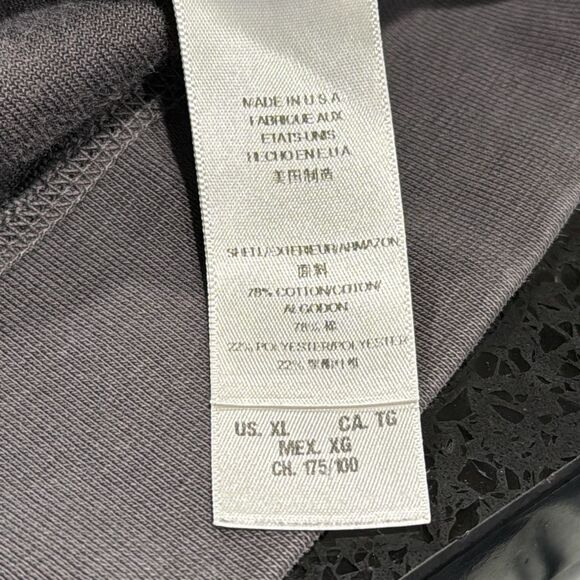 MADE IN U.S.A
FABRIQUE AUX
ETATS UNIS
HECHO EN E.U.A
美国制造
SHELL/EXTERIEUR/ARMAZON
面料
78% COTTON/COTON/
ALGODON
78% 棉
22% POLYESTER/POLYESTER
22% 聚酯纤维
US. XL CA. TG
MEX. XG
CH. 175/100